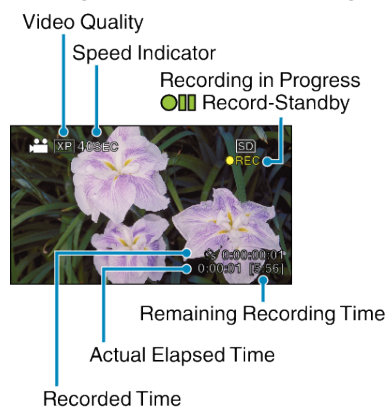 Video Quality
Speed Indicator
Recording in Progress
Record-Standby
XP 40SEC
SD
REC
0:00:00:01
0:00:01 [5:56]
Remaining Recording Time
Actual Elapsed Time
Recorded Time